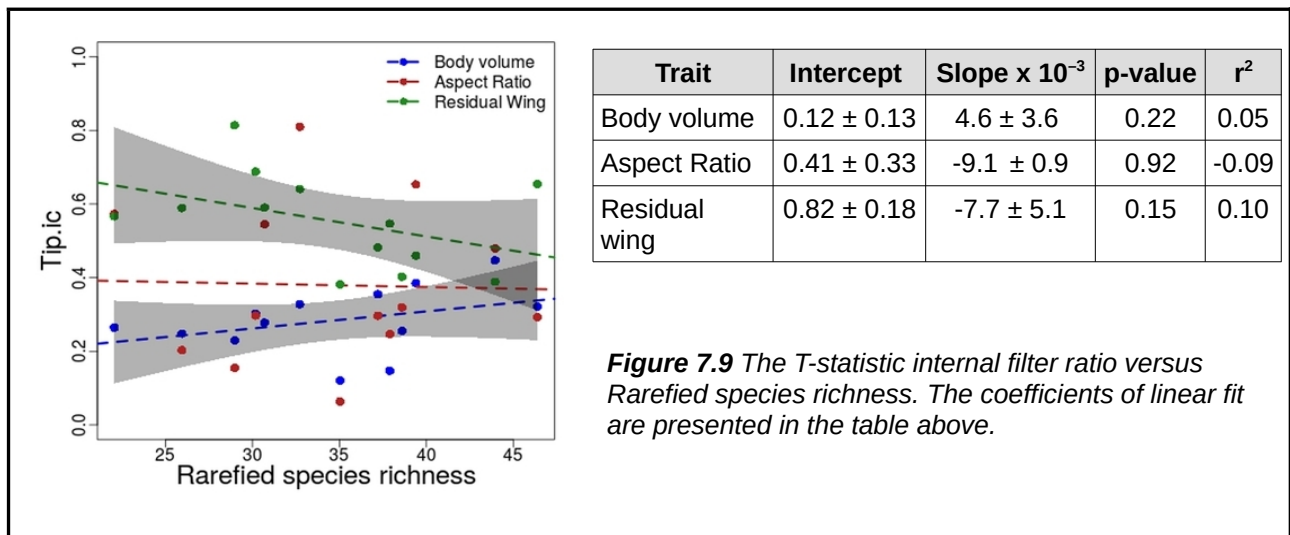 1.0
0.8
0.6
0.4
0.2
0.0
Tip.ic
Body volume
Aspect Ratio
Residual Wing
25 30 35 40 45
Rarefied species richness
Trait Intercept Slope x 10⁻³ p-value r²
Body volume 0.12 ± 0.13 4.6 ± 3.6 0.22 0.05
Aspect Ratio 0.41 ± 0.33 -9.1 ± 0.9 0.92 -0.09
Residual wing 0.82 ± 0.18 -7.7 ± 5.1 0.15 0.10
Figure 7.9 The T-statistic internal filter ratio versus
Rarefied species richness. The coefficients of linear fit
are presented in the table above.